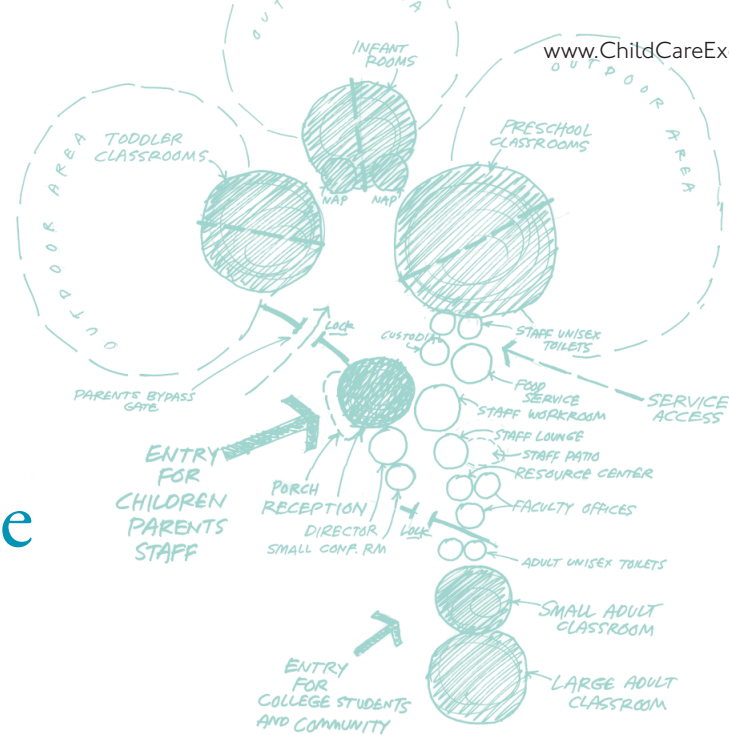 www.ChildCareEx
OUTDOOR AREA
INFANT
ROOMS
OUTDOOR AREA
TODDLER
CLASSROOMS
PRESCHOOL
CLASSROOMS
NAP
NAP
OUTDOOR AREA
LOCK
CUSTODIAL
STAFF UNISEX
TOILETS
PARENTS BYPASS
GATE
FOOD
SERVICE
STAFF WORKROOM
SERVICE
ACCESS
STAFF LOUNGE
STAFF PATIO
RESOURCE CENTER
ENTRY
FOR
CHILDREN
PARENTS
STAFF
PORCH
RECEPTION
DIRECTOR
SMALL CONF. RM
LOCK
FACULTY OFFICES
e
ADULT UNISEX TOILETS
SMALL ADULT
CLASSROOM
ENTRY
FOR
COLLEGE STUDENTS
AND COMMUNITY
LARGE ADULT
CLASSROOM